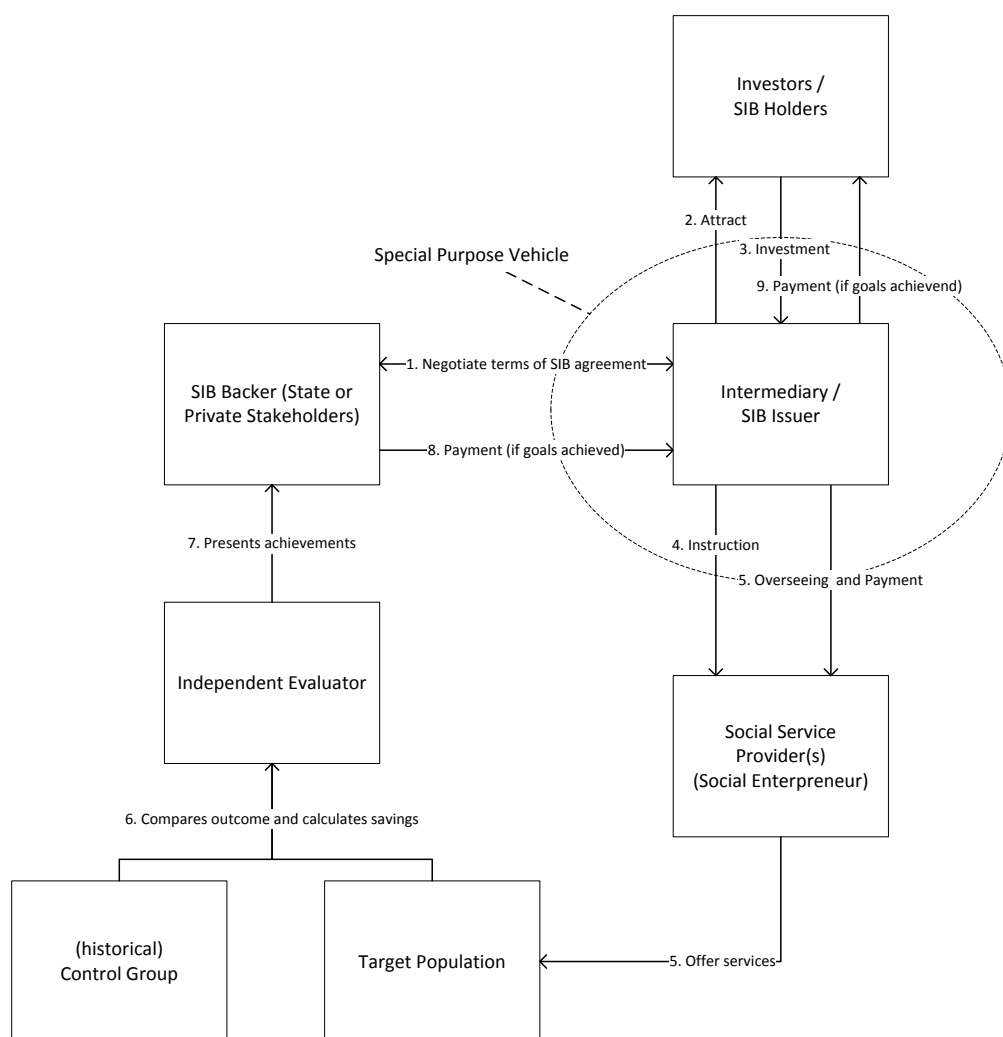 Investors /
SIB Holders
2. Attract
3. Investment
Special Purpose Vehicle
9. Payment (if goals achievend)
1. Negotiate terms of SIB agreement
SIB Backer (State or
Private Stakeholders)
Intermediary /
SIB Issuer
8. Payment (if goals achieved)
7. Presents achievements
4. Instruction
5. Overseeing and Payment
Independent Evaluator
Social Service
Provider(s)
(Social Enterpreneur)
6. Compares outcome and calculates savings
(historical)
Control Group
Target Population
5. Offer services